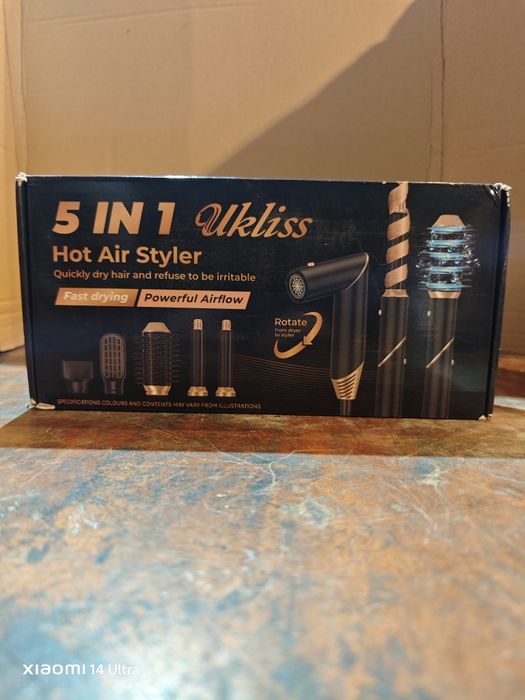 5 IN 1 Ukliss
Hot Air Styler
Quickly dry hair and refuse to be irritable
Fast drying Powerful Airflow
Rotate
from dryer
to styler
SPECIFICATIONS COLOURS AND CONTENTS MAY VARY FROM ILLUSTRATIONS
XIAOMI 14 Ultra